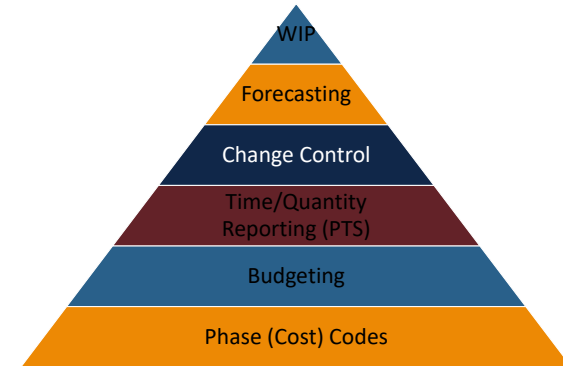 WIP
Forecasting
Change Control
Time/Quantity
Reporting (PTS)
Budgeting
Phase (Cost) Codes